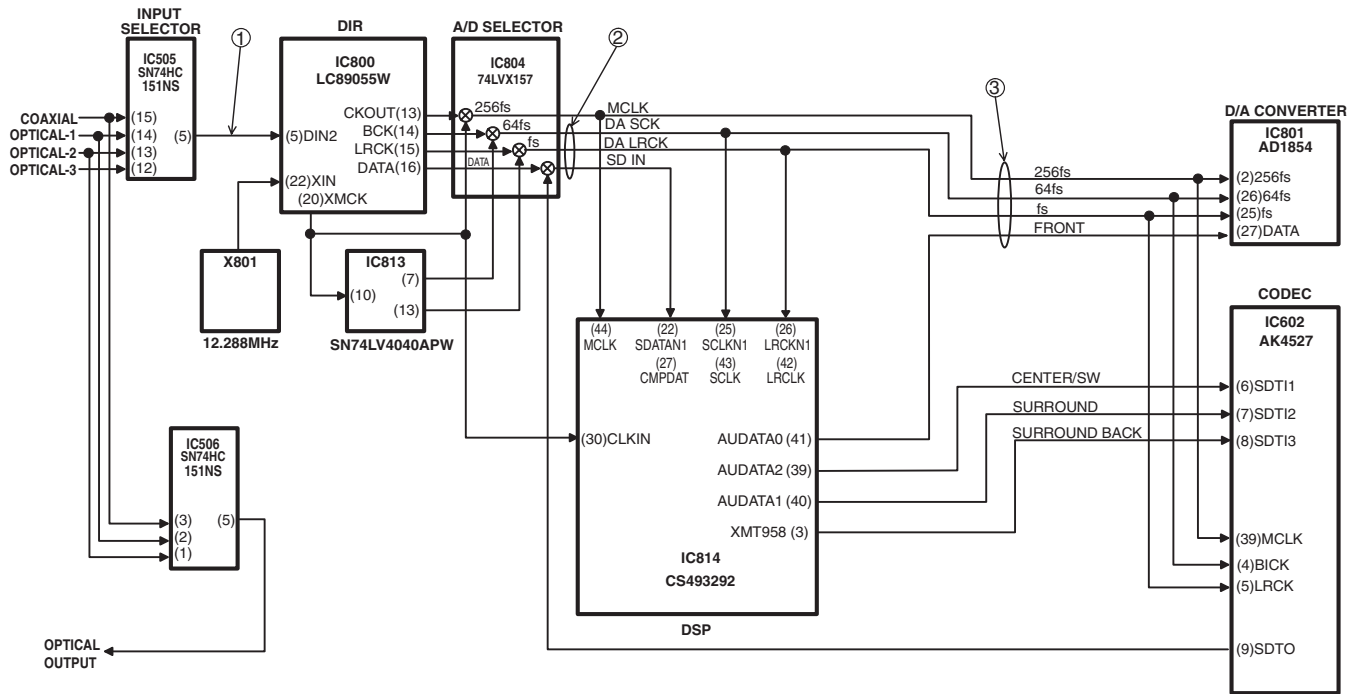 INPUT
SELECTOR
IC505
SN74HC
151NS
COAXIAL
OPTICAL-1
OPTICAL-2
OPTICAL-3
(15)
(14)
(13)
(12)
(5)
①
DIR
IC800
LC89055W
CKOUT(13)
BCK(14)
LRCK(15)
DATA(16)
(5)DIN2
(22)XIN
(20)XMCK
A/D SELECTOR
IC804
74LVX157
256fs
64fs
fs
DATA
②
MCLK
DA SCK
DA LRCK
SD IN
③
256fs
64fs
fs
FRONT
D/A CONVERTER
IC801
AD1854
(2)256fs
(26)64fs
(25)fs
(27)DATA
X801
12.288MHz
IC813
(7)
(10)
(13)
SN74LV4040APW
(44)
MCLK
(22)
SDATAN1
(27)
CMPDAT
(25)
SCLKN1
(43)
SCLK
(26)
LRCKN1
(42)
LRCLK
(30)CLKIN
AUDATA0 (41)
AUDATA2 (39)
AUDATA1 (40)
XMT958 (3)
IC814
CS493292
DSP
CENTER/SW
SURROUND
SURROUND BACK
CODEC
IC602
AK4527
(6)SDTI1
(7)SDTI2
(8)SDTI3
(39)MCLK
(4)BICK
(5)LRCK
(9)SDTO
IC506
SN74HC
151NS
(3)
(2)
(1)
(5)
OPTICAL
OUTPUT